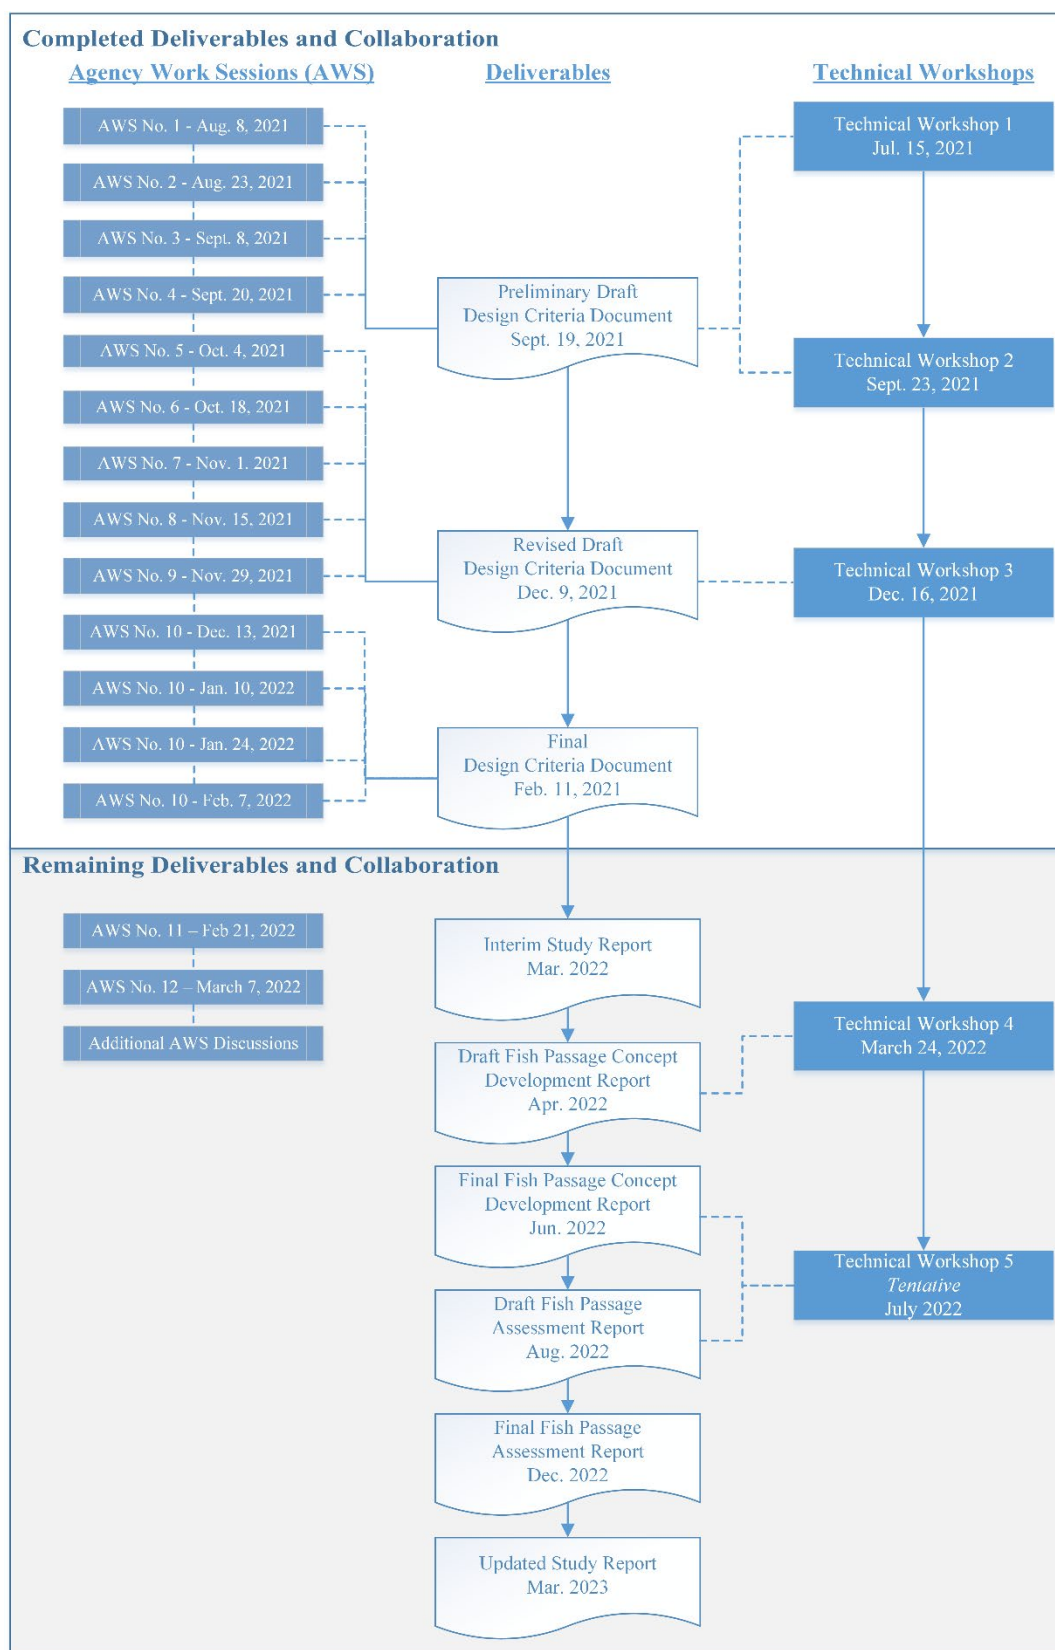 Completed Deliverables and Collaboration
Agency Work Sessions (AWS)
AWS No. 1 - Aug. 8, 2021
AWS No. 2 - Aug. 23, 2021
AWS No. 3 - Sept. 8, 2021
AWS No. 4 - Sept. 20, 2021
AWS No. 5 - Oct. 4, 2021
AWS No. 6 - Oct. 18, 2021
AWS No. 7 - Nov. 1. 2021
AWS No. 8 - Nov. 15, 2021
AWS No. 9 - Nov. 29, 2021
AWS No. 10 - Dec. 13, 2021
AWS No. 10 - Jan. 10, 2022
AWS No. 10 - Jan. 24, 2022
AWS No. 10 - Feb. 7, 2022
Deliverables
Preliminary Draft
Design Criteria Document
Sept. 19, 2021
Revised Draft
Design Criteria Document
Dec. 9, 2021
Final
Design Criteria Document
Feb. 11, 2021
Technical Workshops
Technical Workshop 1
Jul. 15, 2021
Technical Workshop 2
Sept. 23, 2021
Technical Workshop 3
Dec. 16, 2021
Remaining Deliverables and Collaboration
AWS No. 11 – Feb 21, 2022
AWS No. 12 – March 7, 2022
Additional AWS Discussions
Interim Study Report
Mar. 2022
Draft Fish Passage Concept
Development Report
Apr. 2022
Final Fish Passage Concept
Development Report
Jun. 2022
Draft Fish Passage
Assessment Report
Aug. 2022
Final Fish Passage
Assessment Report
Dec. 2022
Updated Study Report
Mar. 2023
Technical Workshop 4
March 24, 2022
Technical Workshop 5
Tentative
July 2022